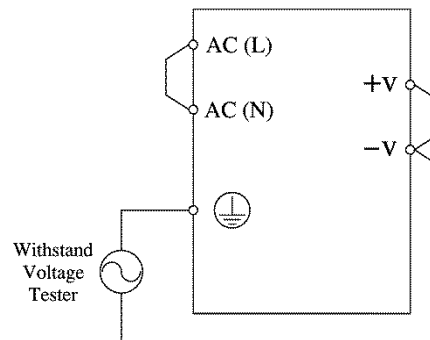 AC (L)
AC (N)
+V
−V
Withstand
Voltage
Tester